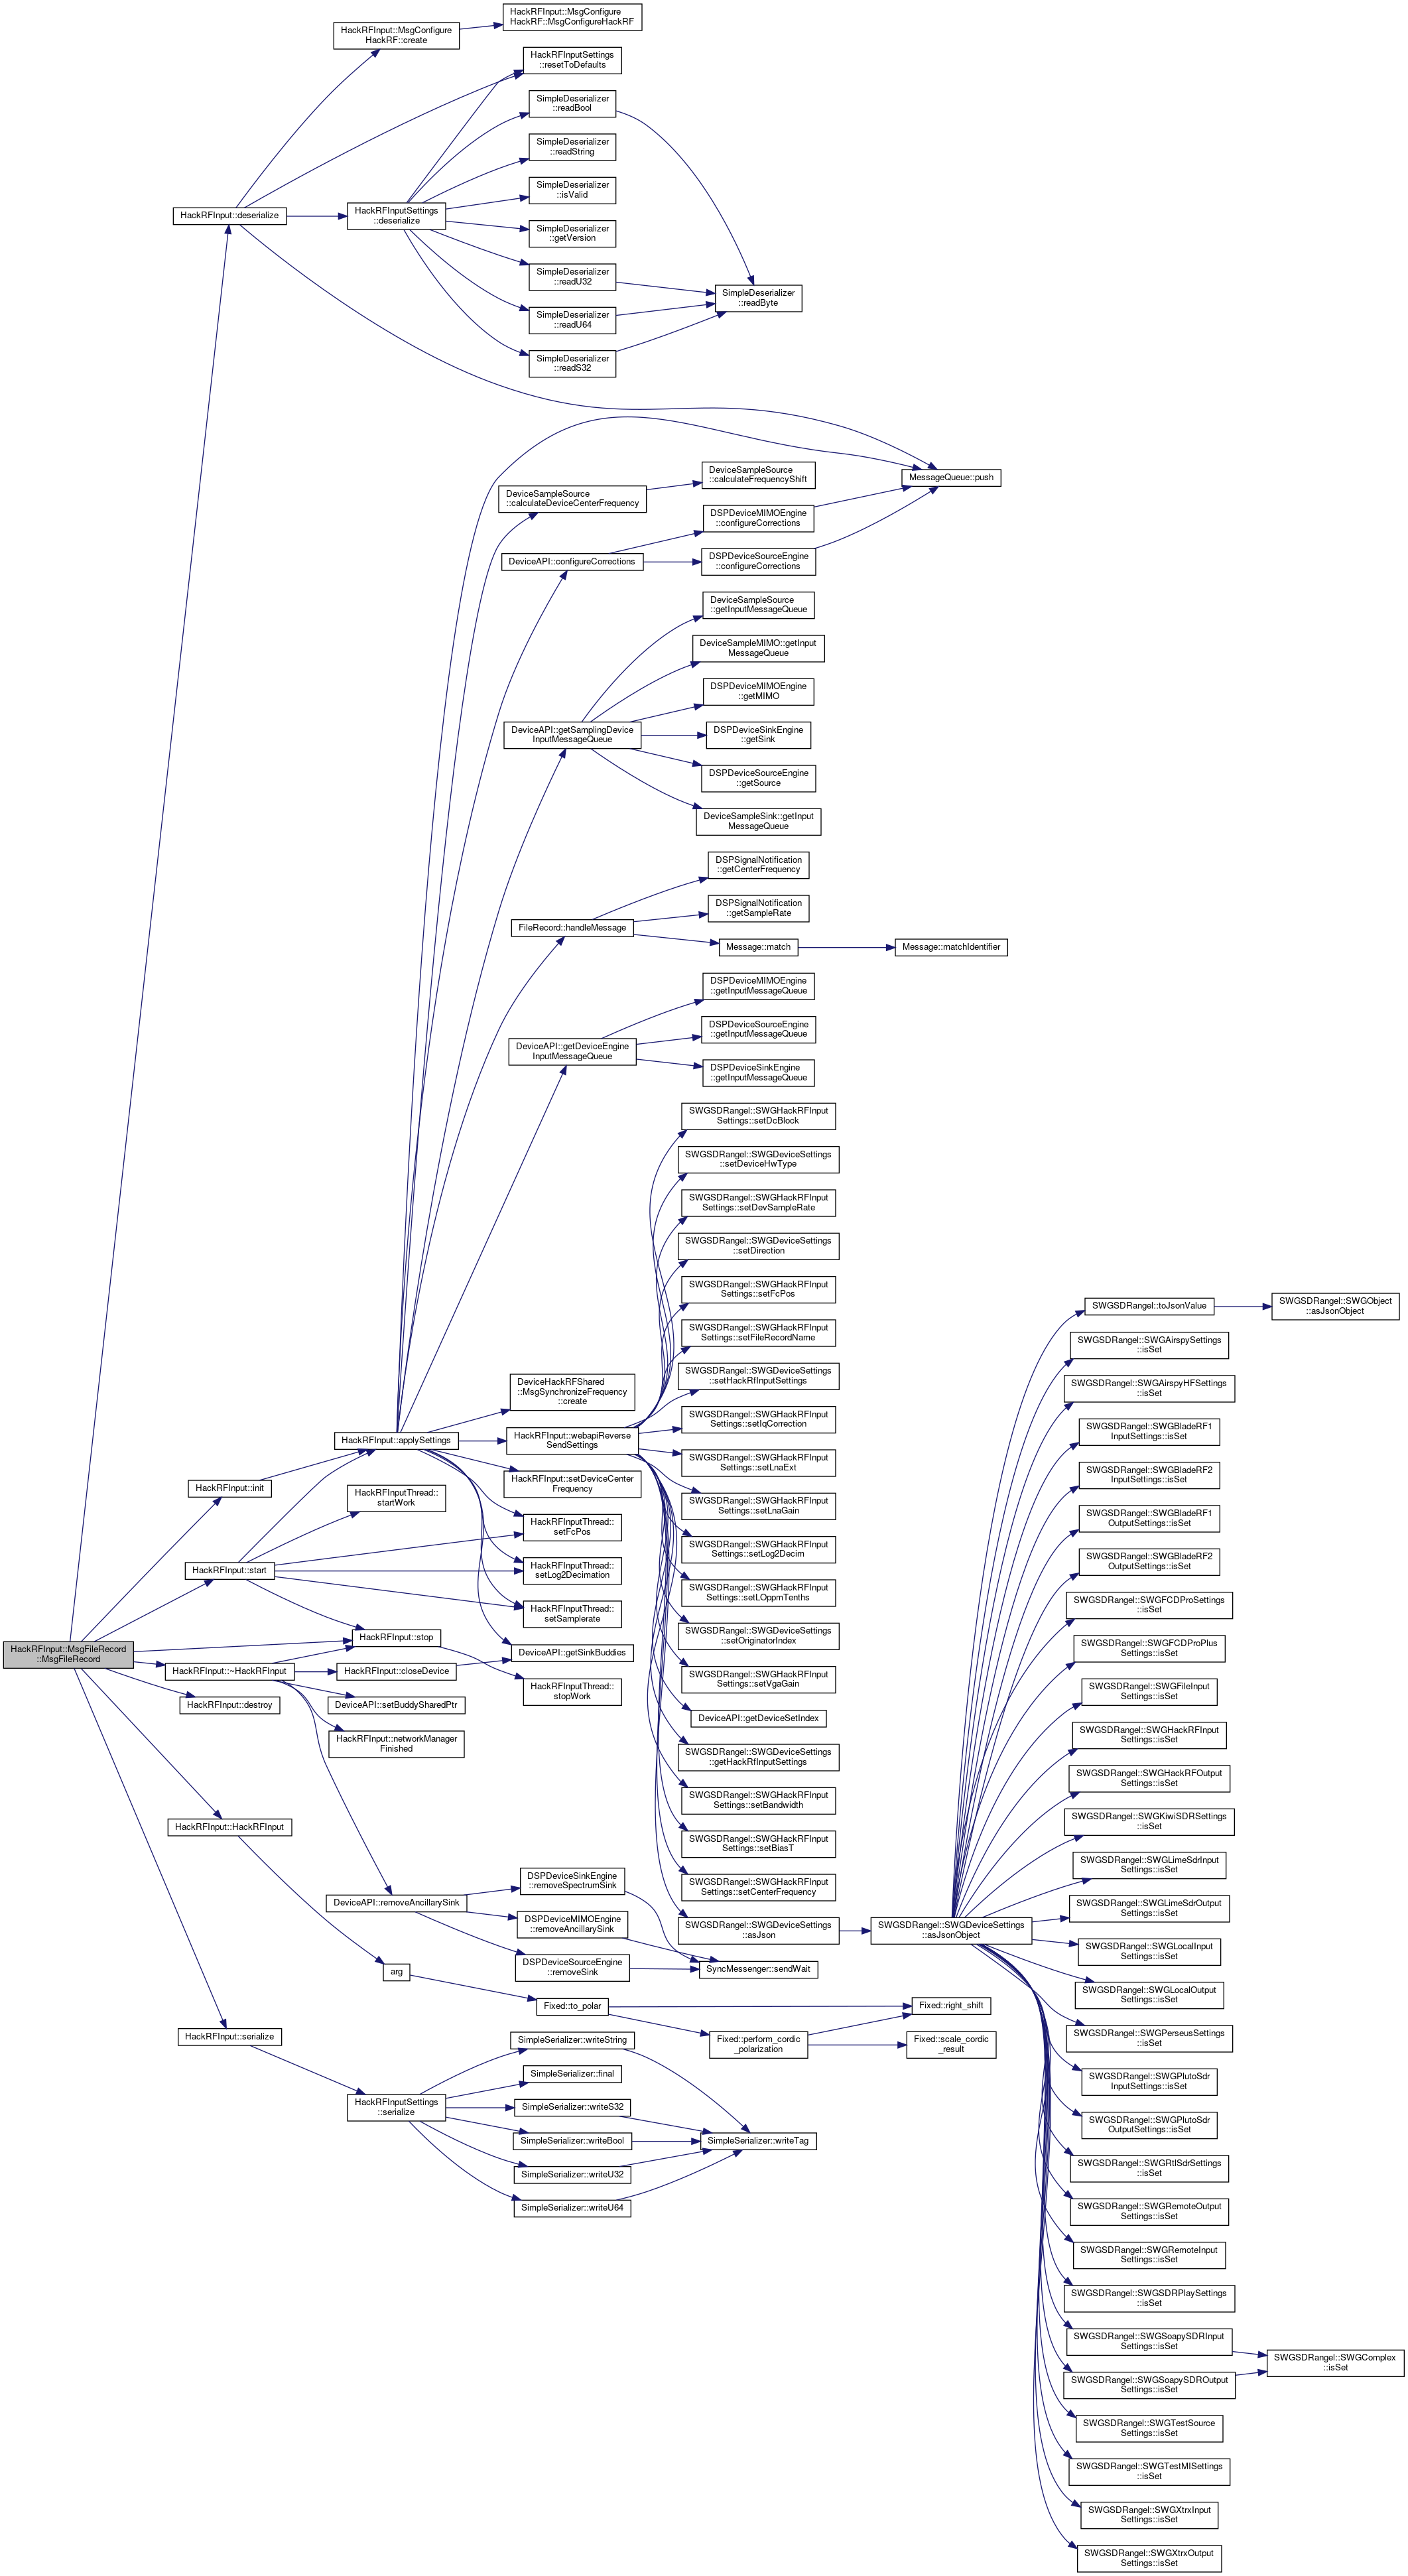 HackRFInput::MsgFileRecord
::MsgFileRecord
HackRFInput::deserialize
HackRFInput::MsgConfigure
HackRF::create
HackRFInput::MsgConfigure
HackRF::MsgConfigureHackRF
HackRFInputSettings
::resetToDefaults
HackRFInputSettings
::deserialize
SimpleDeserializer
::readBool
SimpleDeserializer
::readString
SimpleDeserializer
::isValid
SimpleDeserializer
::getVersion
SimpleDeserializer
::readU32
SimpleDeserializer
::readU64
SimpleDeserializer
::readS32
SimpleDeserializer
::readByte
MessageQueue::push
DeviceSampleSource
::calculateDeviceCenterFrequency
DeviceSampleSource
::calculateFrequencyShift
DeviceAPI::configureCorrections
DSPDeviceMIMOEngine
::configureCorrections
DSPDeviceSourceEngine
::configureCorrections
DeviceAPI::getSamplingDevice
InputMessageQueue
DeviceSampleSource
::getInputMessageQueue
DeviceSampleMIMO::getInput
MessageQueue
DSPDeviceMIMOEngine
::getMIMO
DSPDeviceSinkEngine
::getSink
DSPDeviceSourceEngine
::getSource
DeviceSampleSink::getInput
MessageQueue
FileRecord::handleMessage
DSPSignalNotification
::getCenterFrequency
DSPSignalNotification
::getSampleRate
Message::match
Message::matchIdentifier
DeviceAPI::getDeviceEngine
InputMessageQueue
DSPDeviceMIMOEngine
::getInputMessageQueue
DSPDeviceSourceEngine
::getInputMessageQueue
DSPDeviceSinkEngine
::getInputMessageQueue
HackRFInput::init
HackRFInput::start
HackRFInput::applySettings
HackRFInputThread::
startWork
HackRFInput::stop
HackRFInput::~HackRFInput
HackRFInput::closeDevice
HackRFInput::destroy
DeviceAPI::setBuddySharedPtr
HackRFInput::networkManager
Finished
DeviceHackRFShared
::MsgSynchronizeFrequency
::create
HackRFInput::webapiReverse
SendSettings
HackRFInput::setDeviceCenter
Frequency
HackRFInputThread::
setFcPos
HackRFInputThread::
setLog2Decimation
HackRFInputThread::
setSamplerate
DeviceAPI::getSinkBuddies
HackRFInputThread::
stopWork
SWGSDRangel::SWGHackRFInput
Settings::setDcBlock
SWGSDRangel::SWGDeviceSettings
::setDeviceHwType
SWGSDRangel::SWGHackRFInput
Settings::setDevSampleRate
SWGSDRangel::SWGDeviceSettings
::setDirection
SWGSDRangel::SWGHackRFInput
Settings::setFcPos
SWGSDRangel::SWGHackRFInput
Settings::setFileRecordName
SWGSDRangel::SWGDeviceSettings
::setHackRfInputSettings
SWGSDRangel::SWGHackRFInput
Settings::setIqCorrection
SWGSDRangel::SWGHackRFInput
Settings::setLnaExt
SWGSDRangel::SWGHackRFInput
Settings::setLnaGain
SWGSDRangel::SWGHackRFInput
Settings::setLog2Decim
SWGSDRangel::SWGHackRFInput
Settings::setLOppmTenths
SWGSDRangel::SWGDeviceSettings
::setOriginatorIndex
SWGSDRangel::SWGHackRFInput
Settings::setVgaGain
DeviceAPI::getDeviceSetIndex
SWGSDRangel::SWGDeviceSettings
::getHackRfInputSettings
SWGSDRangel::SWGHackRFInput
Settings::setBandwidth
SWGSDRangel::SWGHackRFInput
Settings::setBiasT
SWGSDRangel::SWGHackRFInput
Settings::setCenterFrequency
SWGSDRangel::SWGDeviceSettings
::asJson
SWGSDRangel::SWGDeviceSettings
::asJsonObject
SWGSDRangel::toJsonValue
SWGSDRangel::SWGObject
::asJsonObject
SWGSDRangel::SWGAirspySettings
::isSet
SWGSDRangel::SWGAirspyHFSettings
::isSet
SWGSDRangel::SWGBladeRF1
InputSettings::isSet
SWGSDRangel::SWGBladeRF2
InputSettings::isSet
SWGSDRangel::SWGBladeRF1
OutputSettings::isSet
SWGSDRangel::SWGBladeRF2
OutputSettings::isSet
SWGSDRangel::SWGFCDProSettings
::isSet
SWGSDRangel::SWGFCDProPlus
Settings::isSet
SWGSDRangel::SWGFileInput
Settings::isSet
SWGSDRangel::SWGHackRFInput
Settings::isSet
SWGSDRangel::SWGHackRFOutput
Settings::isSet
SWGSDRangel::SWGKiwiSDRSettings
::isSet
SWGSDRangel::SWGLimeSdrInput
Settings::isSet
SWGSDRangel::SWGLimeSdrOutput
Settings::isSet
SWGSDRangel::SWGLocalInput
Settings::isSet
SWGSDRangel::SWGLocalOutput
Settings::isSet
SWGSDRangel::SWGPerseusSettings
::isSet
SWGSDRangel::SWGPlutoSdr
InputSettings::isSet
SWGSDRangel::SWGPlutoSdr
OutputSettings::isSet
SWGSDRangel::SWGRtlSdrSettings
::isSet
SWGSDRangel::SWGRemoteOutput
Settings::isSet
SWGSDRangel::SWGRemoteInput
Settings::isSet
SWGSDRangel::SWGSDRPlaySettings
::isSet
SWGSDRangel::SWGSoapySDRInput
Settings::isSet
SWGSDRangel::SWGSoapySDROutput
Settings::isSet
SWGSDRangel::SWGComplex
::isSet
SWGSDRangel::SWGTestSource
Settings::isSet
SWGSDRangel::SWGTestMISettings
::isSet
SWGSDRangel::SWGXtrxInput
Settings::isSet
SWGSDRangel::SWGXtrxOutput
Settings::isSet
HackRFInput::HackRFInput
DeviceAPI::removeAncillarySink
DSPDeviceSinkEngine
::removeSpectrumSink
DSPDeviceMIMOEngine
::removeAncillarySink
DSPDeviceSourceEngine
::removeSink
SyncMessenger::sendWait
arg
Fixed::to_polar
Fixed::right_shift
Fixed::perform_cordic
_polarization
Fixed::scale_cordic
_result
HackRFInput::serialize
HackRFInputSettings
::serialize
SimpleSerializer::writeString
SimpleSerializer::final
SimpleSerializer::writeS32
SimpleSerializer::writeBool
SimpleSerializer::writeU32
SimpleSerializer::writeU64
SimpleSerializer::writeTag